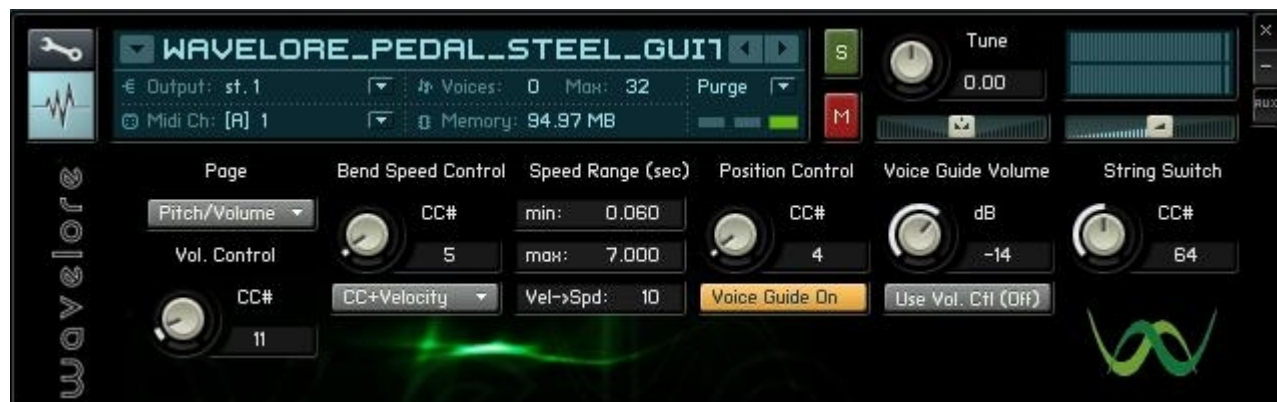 WAVELORE_PEDAL_STEEL_GUIT
Output: st. 1 Voices: 0 Max: 32 Purge
Midi Ch: [A] 1 Memory: 94.97 MB
S
M
Tune
0.00
×
–
AUX
wavelore
Page
Pitch/Volume
Vol. Control
CC#
11
Bend Speed Control
CC#
5
CC+Velocity
Speed Range (sec)
min: 0.060
max: 7.000
Vel->Spd: 10
Position Control
CC#
4
Voice Guide On
Voice Guide Volume
dB
-14
Use Vol. Ctl (Off)
String Switch
CC#
64